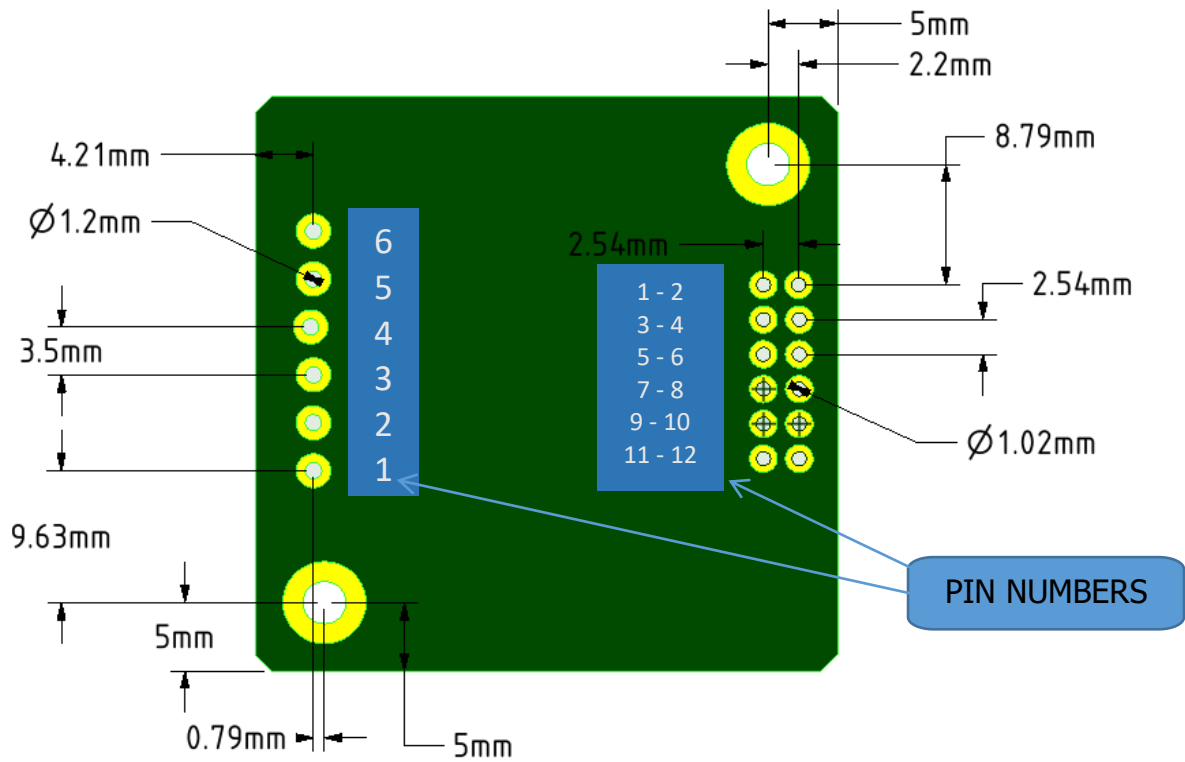 5mm
2.2mm
8.79mm
4.21mm
Ø1.2mm
6
2.54mm
5
1 - 2
2.54mm
4
3 - 4
3.5mm
5 - 6
3
7 - 8
2
9 - 10
Ø1.02mm
11 - 12
1
9.63mm
PIN NUMBERS
5mm
0.79mm
5mm